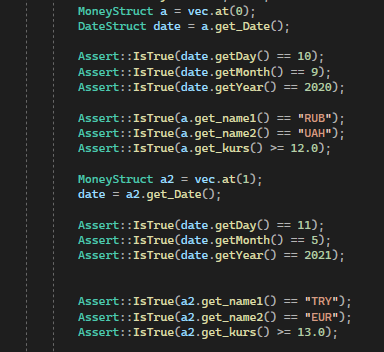 MoneyStruct a = vec.at(0);
DateStruct date = a.get_Date();
Assert::IsTrue(date.getDay() == 10);
Assert::IsTrue(date.getMonth() == 9);
Assert::IsTrue(date.getYear() == 2020);
Assert::IsTrue(a.get_name1() == "RUB");
Assert::IsTrue(a.get_name2() == "UAH");
Assert::IsTrue(a.get_kurs() >= 12.0);
MoneyStruct a2 = vec.at(1);
date = a2.get_Date();
Assert::IsTrue(date.getDay() == 11);
Assert::IsTrue(date.getMonth() == 5);
Assert::IsTrue(date.getYear() == 2021);
Assert::IsTrue(a2.get_name1() == "TRY");
Assert::IsTrue(a2.get_name2() == "EUR");
Assert::IsTrue(a2.get_kurs() >= 13.0);